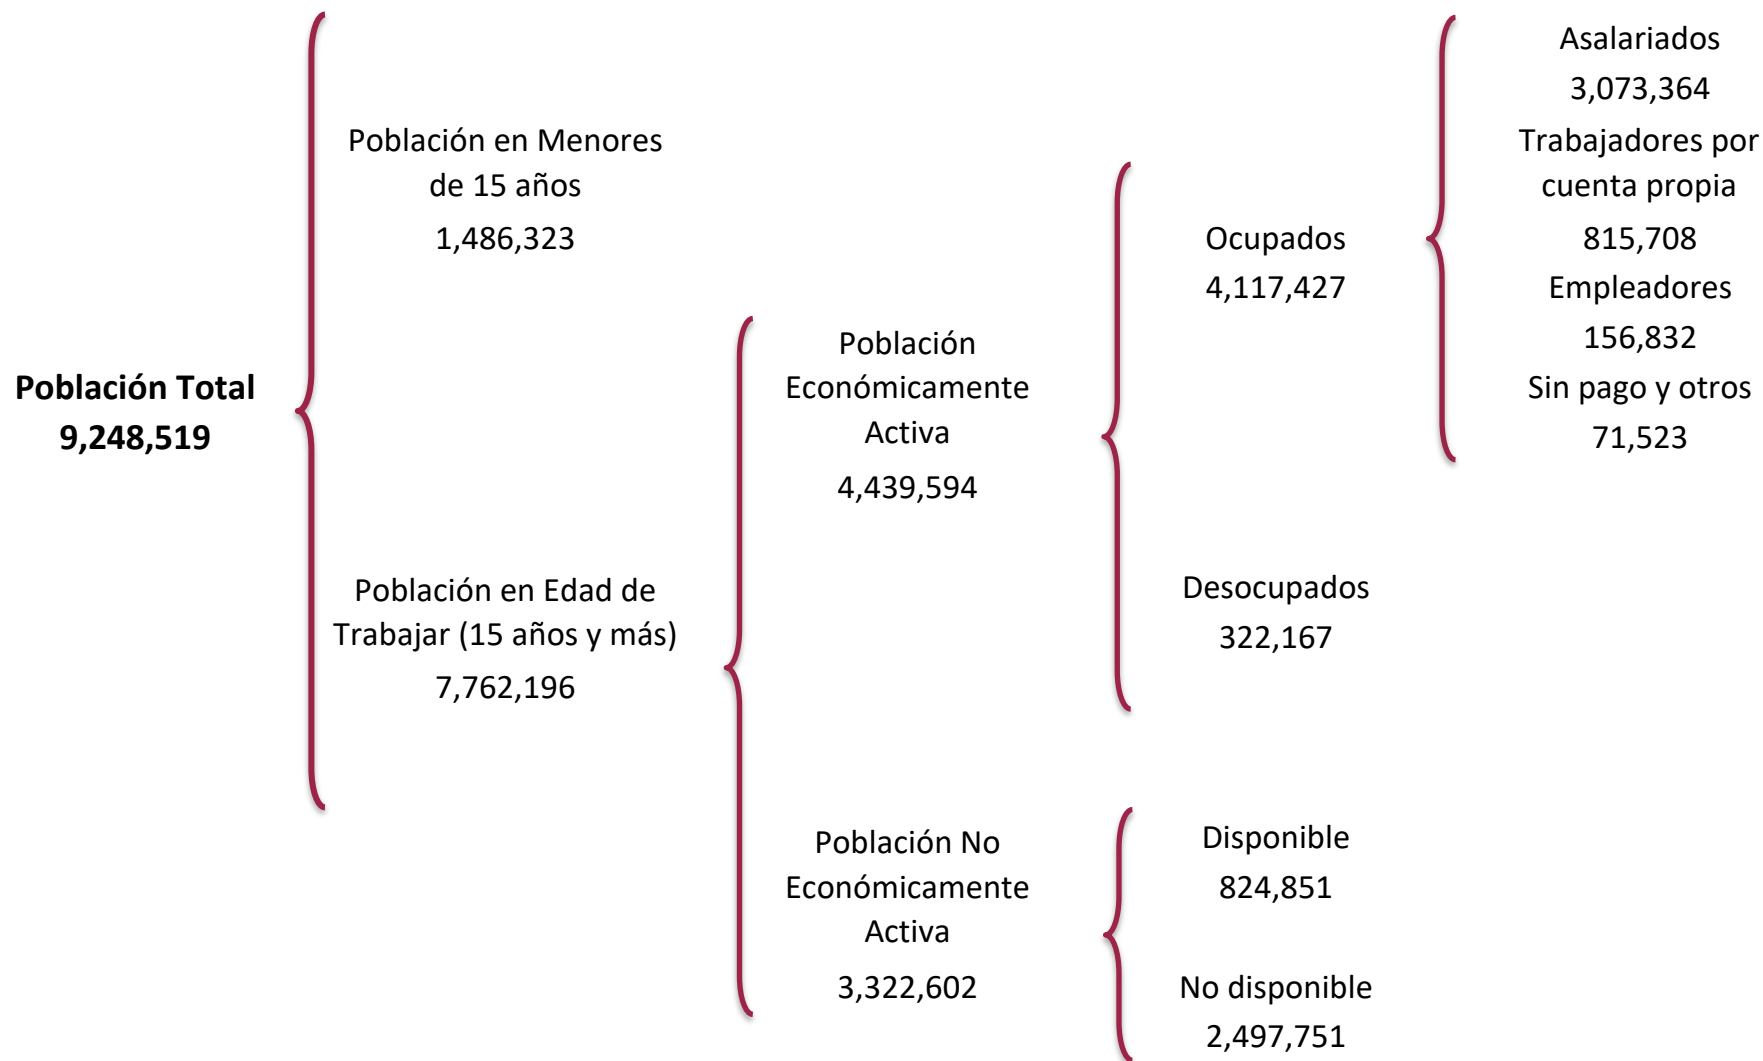 Población Total
9,248,519
Población en Menores
de 15 años
1,486,323
Población en Edad de
Trabajar (15 años y más)
7,762,196
Población
Económicamente
Activa
4,439,594
Población No
Económicamente
Activa
3,322,602
Ocupados
4,117,427
Desocupados
322,167
Disponible
824,851
No disponible
2,497,751
Asalariados
3,073,364
Trabajadores por
cuenta propia
815,708
Empleadores
156,832
Sin pago y otros
71,523